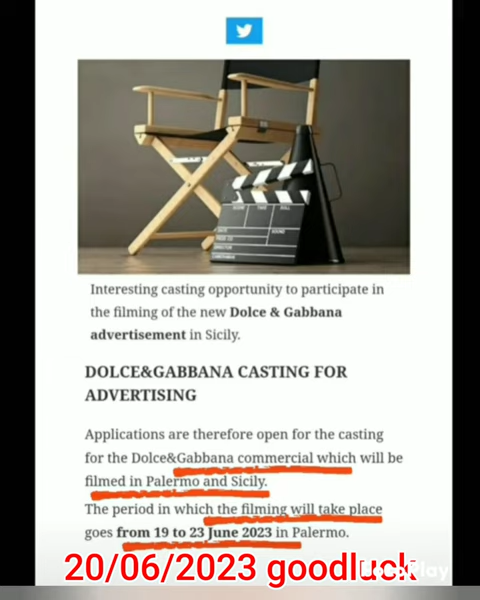 Interesting casting opportunity to participate in
the filming of the new Dolce & Gabbana
advertisement in Sicily.
DOLCE&GABBANA CASTING FOR
ADVERTISING
Applications are therefore open for the casting
for the Dolce&Gabbana commercial which will be
filmed in Palermo and Sicily.
The period in which the filming will take place
goes from 19 to 23 June 2023 in Palermo.
20/06/2023 goodluck